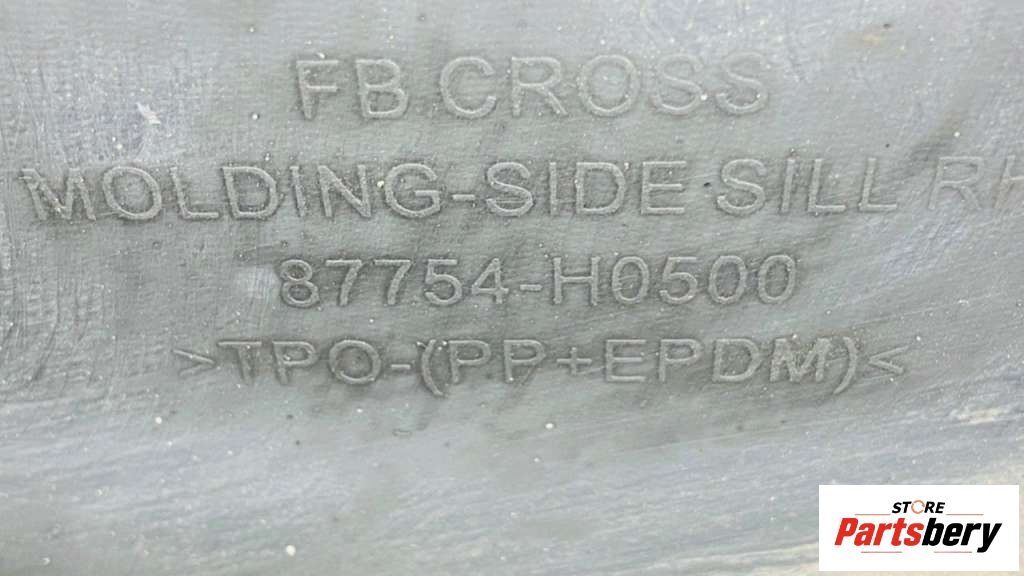 FB CROSS
MOLDING-SIDE SILL RH
87754-H0500
>TPO-(PP+EPDM)<
STORE
Partsbery